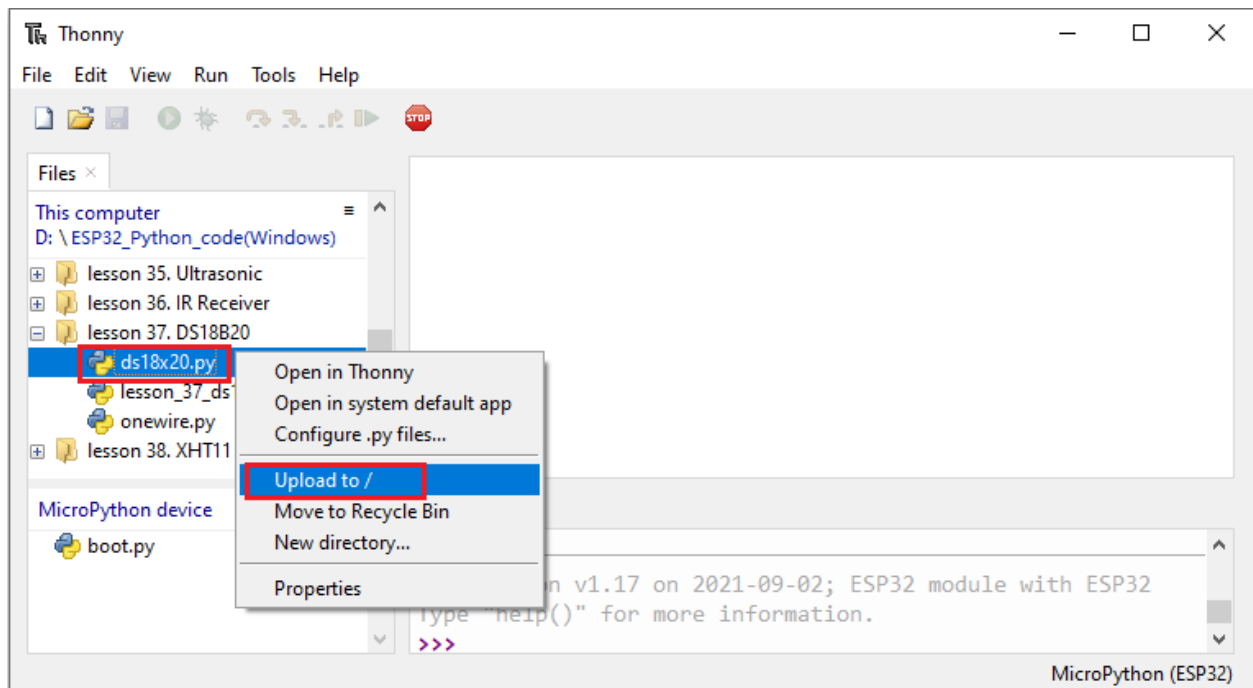 Thonny
File Edit View Run Tools Help
STOP
Files
This computer
D: \ ESP32_Python_code(Windows)
lesson 35. Ultrasonic
lesson 36. IR Receiver
lesson 37. DS18B20
ds18x20.py
Open in Thonny
lesson_37_ds
Open in system default app
onewire.py
Configure .py files...
lesson 38. XHT11
Upload to /
MicroPython device
Move to Recycle Bin
boot.py
New directory...
Properties
n v1.17 on 2021-09-02; ESP32 module with ESP32
Type "help()" for more information.
>>>
MicroPython (ESP32)